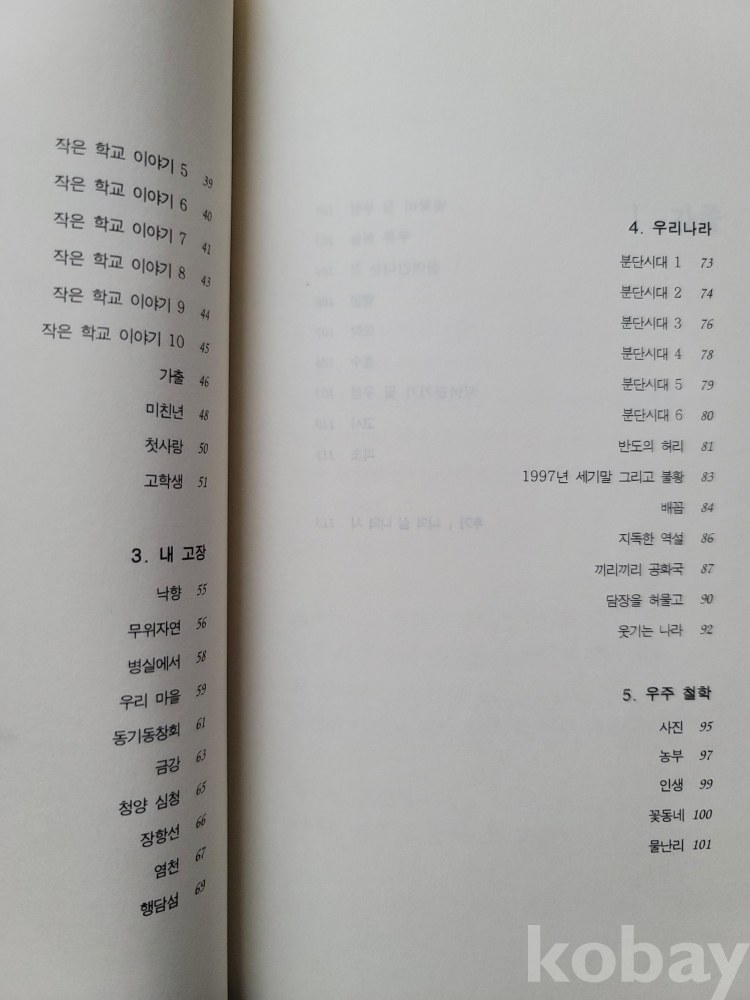 작은 학교 이야기 5 39
작은 학교 이야기 6 40
작은 학교 이야기 7 41
작은 학교 이야기 8 43
작은 학교 이야기 9 44
작은 학교 이야기 10 45
가출 46
미친년 48
첫사랑 50
고학생 51
3. 내 고장
낙향 55
무위자연 56
병실에서 58
우리 마을 59
동기동창회 61
금강 63
청양 심청 65
장항선 66
염천 67
행담섬 69
4. 우리나라
분단시대 1 73
분단시대 2 74
분단시대 3 76
분단시대 4 78
분단시대 5 79
분단시대 6 80
반도의 허리 81
1997년 세기말 그리고 불황 83
배꼽 84
지독한 역설 86
끼리끼리 공화국 87
담장을 허물고 90
웃기는 나라 92
5. 우주 철학
사진 95
농부 97
인생 99
꽃동네 100
물난리 101
kobay